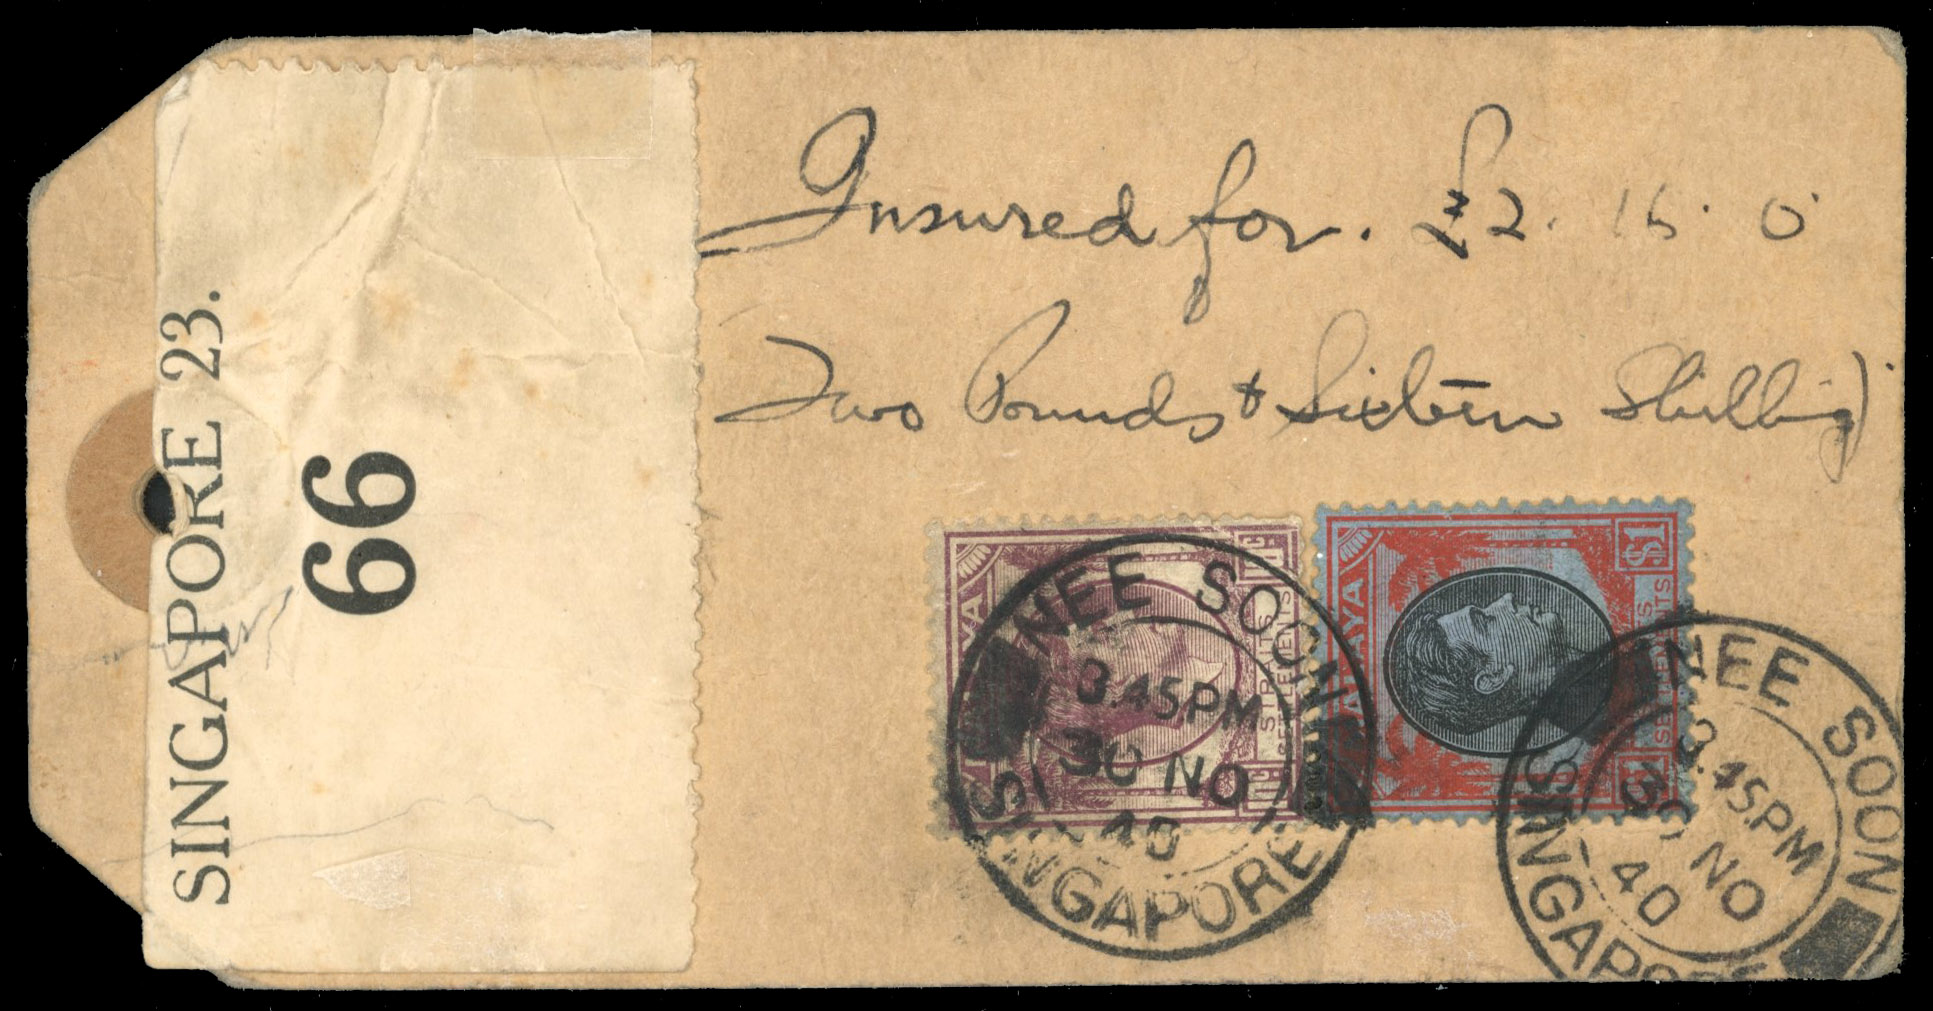 SINGAPORE 23.
66
Insured for. £2. 16. 0
Two Pounds & Sixteen Shillings
MALAYA
STRAITS
SETTLEMENTS
MALAYA
$1
STRAITS
SETTLEMENTS
NEE SOON
3.45PM
30 NO
40
SINGAPORE
NEE SOON
3.45PM
30 NO
40
SINGAPORE